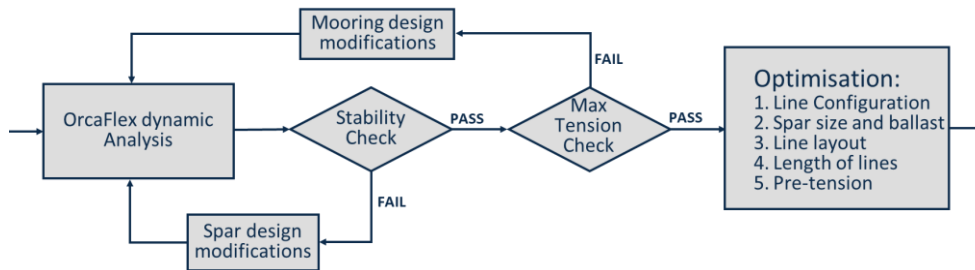 Mooring design
modifications
FAIL
OrcaFlex dynamic
Analysis
Stability
Check
PASS
Max
Tension
Check
PASS
Optimisation:
1. Line Configuration
2. Spar size and ballast
3. Line layout
4. Length of lines
5. Pre-tension
FAIL
Spar design
modifications